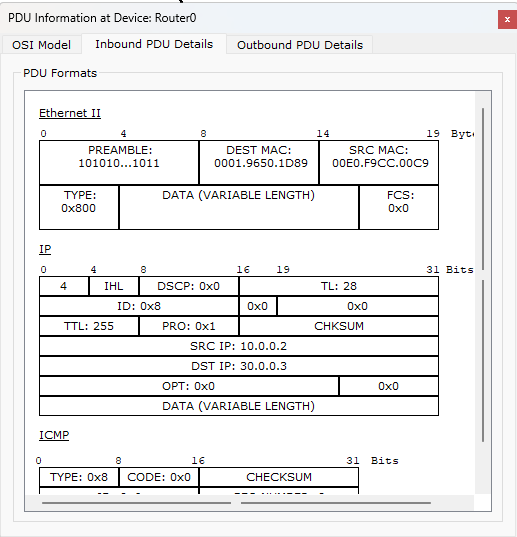 PDU Information at Device: Router0
x
OSI Model Inbound PDU Details Outbound PDU Details
PDU Formats
Ethernet II
0 4 8 14 19 Byte
PREAMBLE: DEST MAC: SRC MAC:
101010...1011 0001.9650.1D89 00E0.F9CC.00C9
TYPE: DATA (VARIABLE LENGTH) FCS:
0x800 0x0
IP
0 4 8 16 19 31 Bits
4 IHL DSCP: 0x0 TL: 28
ID: 0x8 0x0 0x0
TTL: 255 PRO: 0x1 CHKSUM
SRC IP: 10.0.0.2
DST IP: 30.0.0.3
OPT: 0x0 0x0
DATA (VARIABLE LENGTH)
ICMP
0 8 16 31 Bits
TYPE: 0x8 CODE: 0x0 CHECKSUM